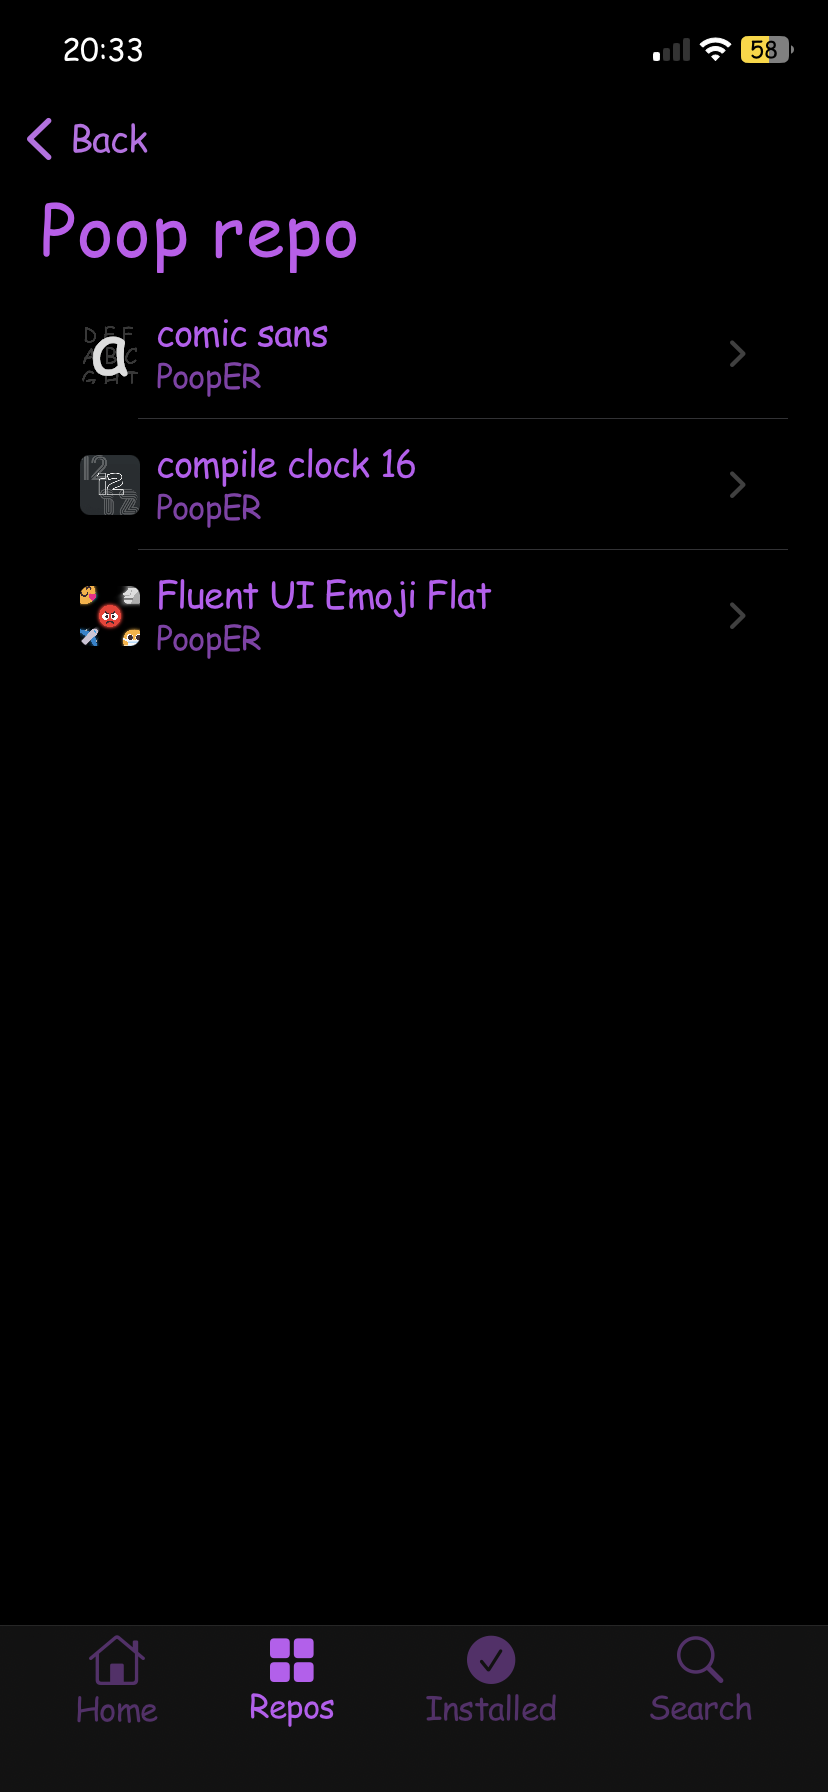 20:33
58
Back
Poop repo
comic sans
PoopER
compile clock 16
PoopER
Fluent UI Emoji Flat
PoopER
Home
Repos
Installed
Search